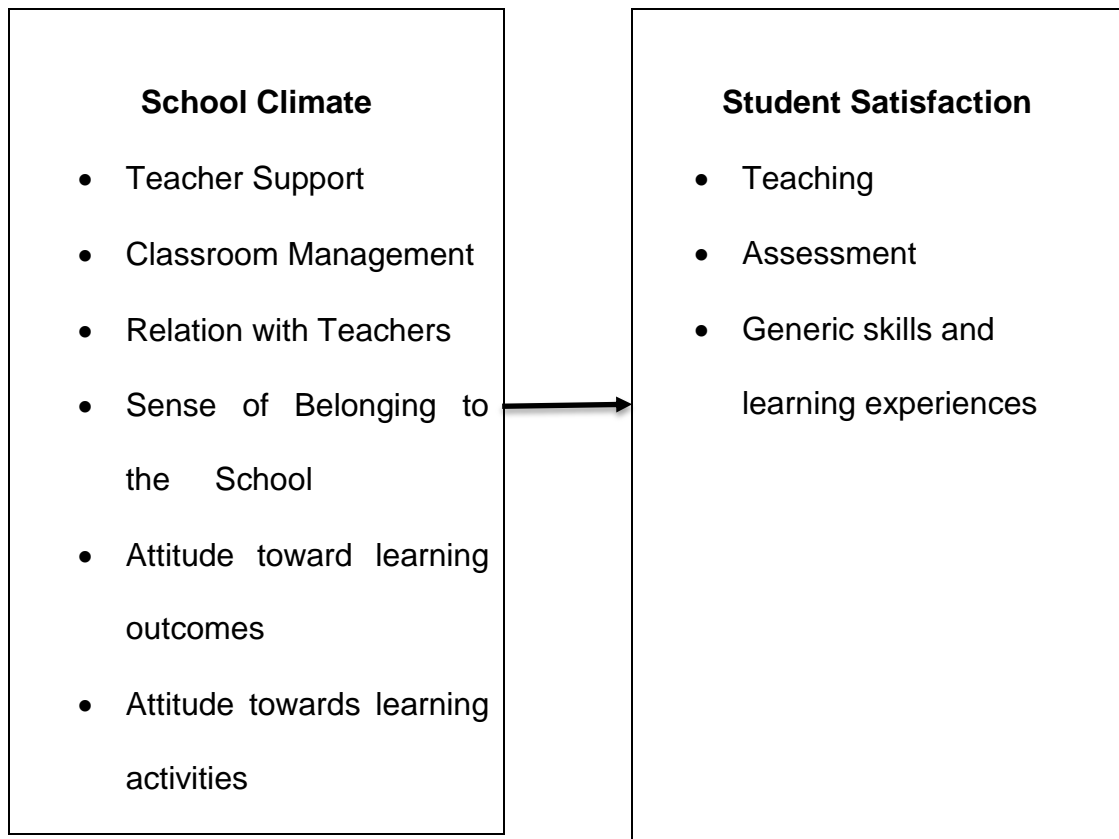 School Climate
• Teacher Support
• Classroom Management
• Relation with Teachers
• Sense of Belonging to
the School
• Attitude toward learning
outcomes
• Attitude towards learning
activities
Student Satisfaction
• Teaching
• Assessment
• Generic skills and
learning experiences